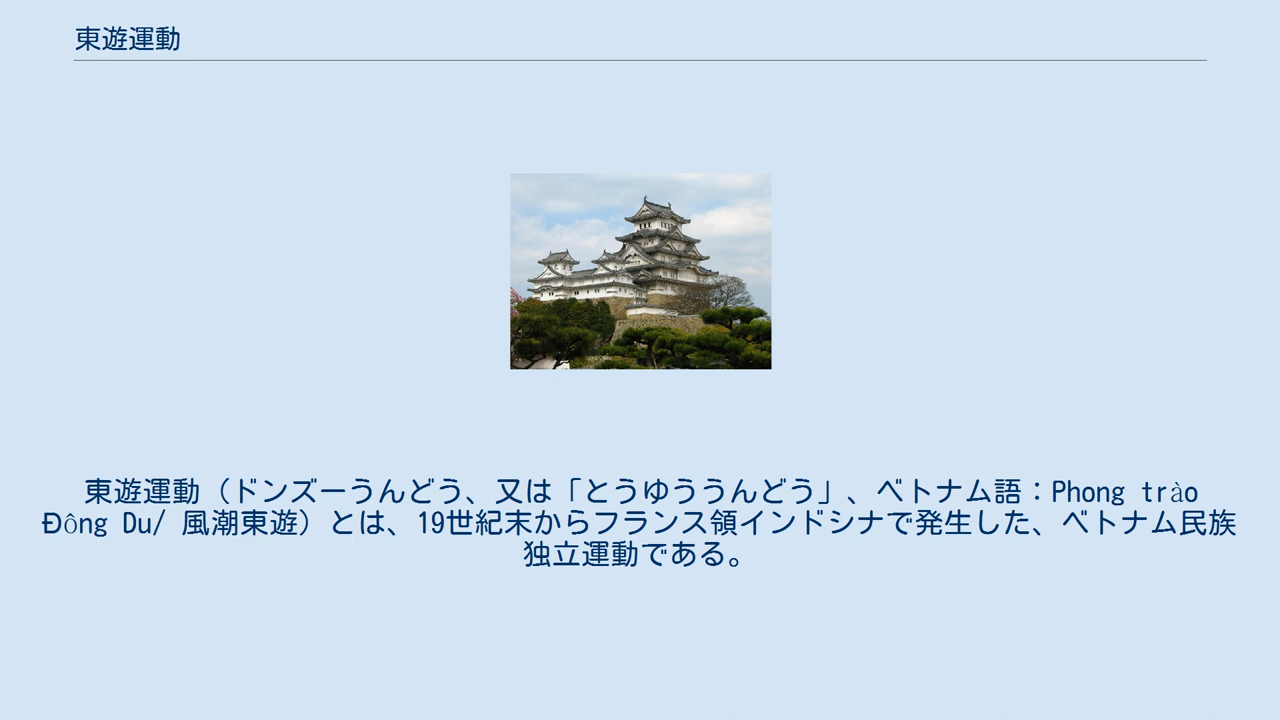 東遊運動
東遊運動（ドンズーうんどう、又は「とうゆううんどう」、ベトナム語：Phong trào
Đông Du/ 風潮東遊）とは、19世紀末からフランス領インドシナで発生した、ベトナム民族
独立運動である。